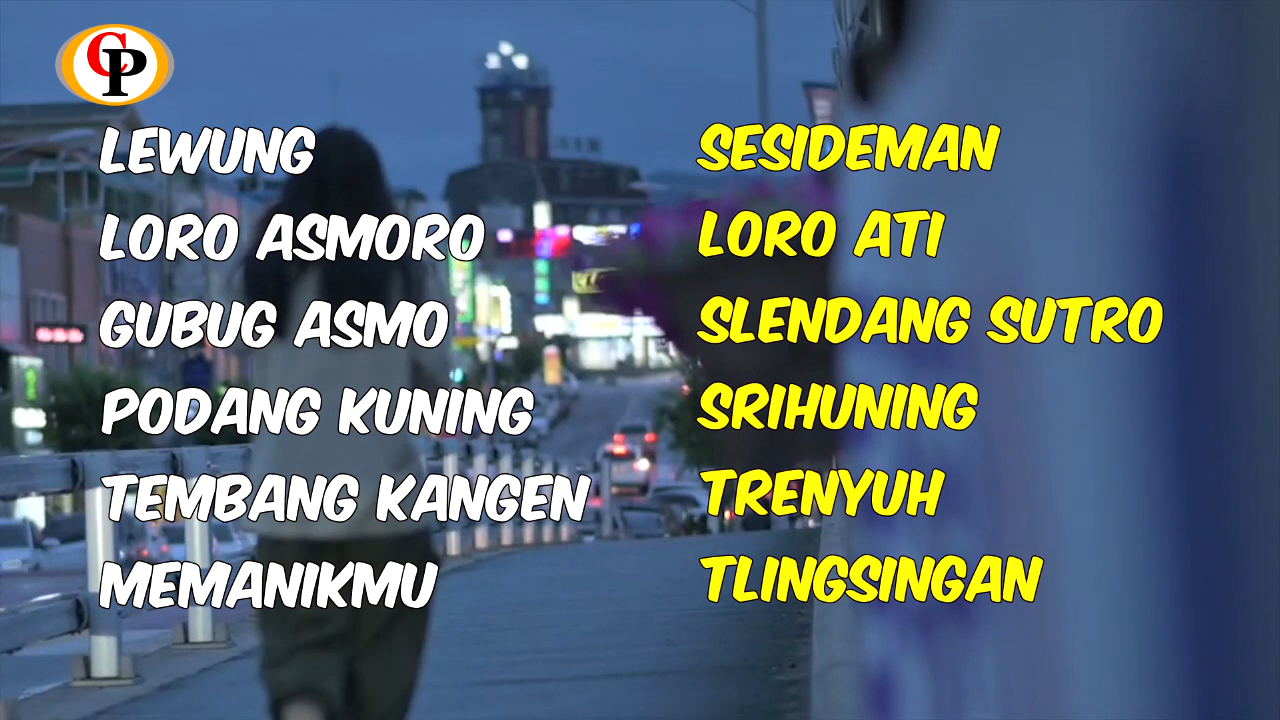 CP
LEWUNG
LORO ASMORO
GUBUG ASMO
PODANG KUNING
TEMBANG KANGEN
MEMANIKMU
SESIDEMAN
LORO ATI
SLENDANG SUTRO
SRIHUNING
TRENYUH
TLINGSINGAN